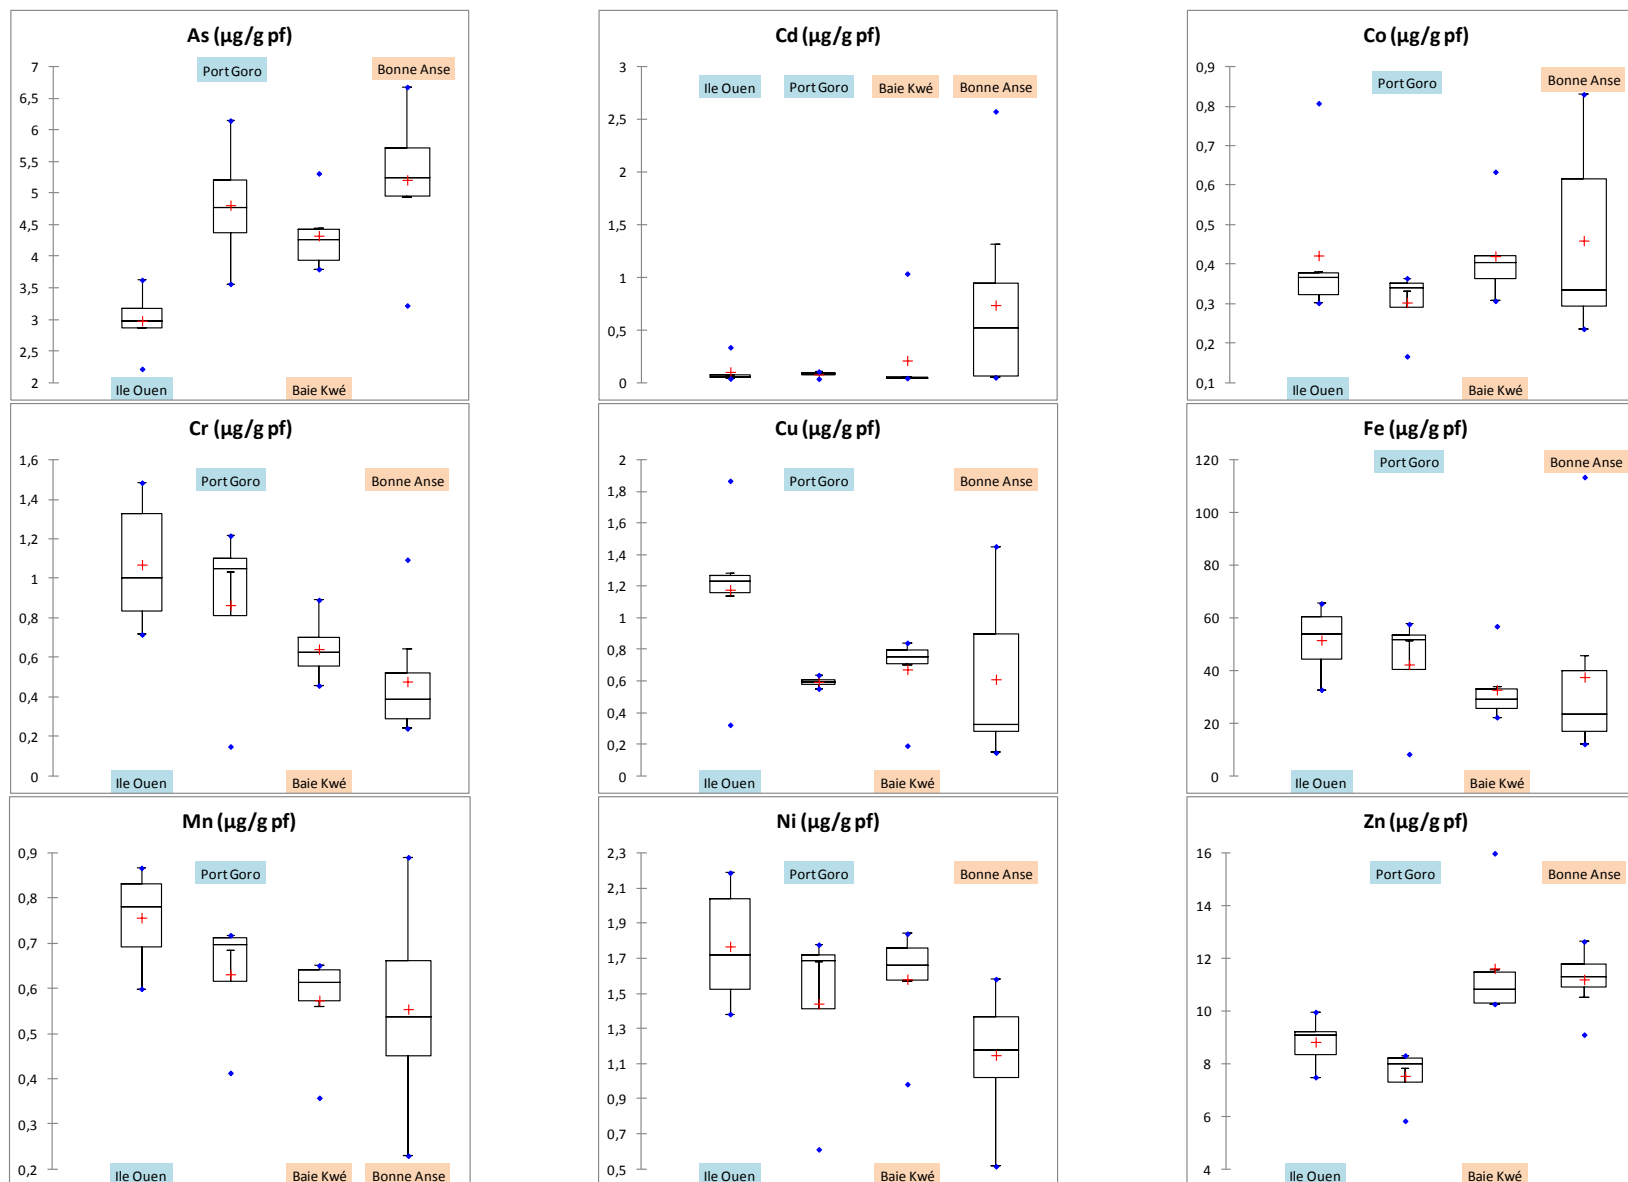 As (µg/g pf)
Port Goro
Bonne Anse
7
6,5
6
5,5
5
4,5
4
3,5
3
2,5
2
Ile Ouen
Baie Kwé
Cd (µg/g pf)
Ile Ouen
Port Goro
Baie Kwé
Bonne Anse
3
2,5
2
1,5
1
0,5
0
Co (µg/g pf)
Port Goro
Bonne Anse
0,9
0,8
0,7
0,6
0,5
0,4
0,3
0,2
0,1
Ile Ouen
Baie Kwé
Cr (µg/g pf)
Port Goro
Bonne Anse
1,6
1,4
1,2
1
0,8
0,6
0,4
0,2
0
Ile Ouen
Baie Kwé
Cu (µg/g pf)
Port Goro
Bonne Anse
2
1,8
1,6
1,4
1,2
1
0,8
0,6
0,4
0,2
0
Ile Ouen
Baie Kwé
Fe (µg/g pf)
Port Goro
Bonne Anse
120
100
80
60
40
20
0
Ile Ouen
Baie Kwé
Mn (µg/g pf)
Port Goro
0,9
0,8
0,7
0,6
0,5
0,4
0,3
0,2
Ile Ouen
Baie Kwé
Bonne Anse
Ni (µg/g pf)
Port Goro
Bonne Anse
2,3
2,1
1,9
1,7
1,5
1,3
1,1
0,9
0,7
0,5
Ile Ouen
Baie Kwé
Zn (µg/g pf)
Port Goro
Bonne Anse
16
14
12
10
8
6
4
Ile Ouen
Baie Kwé